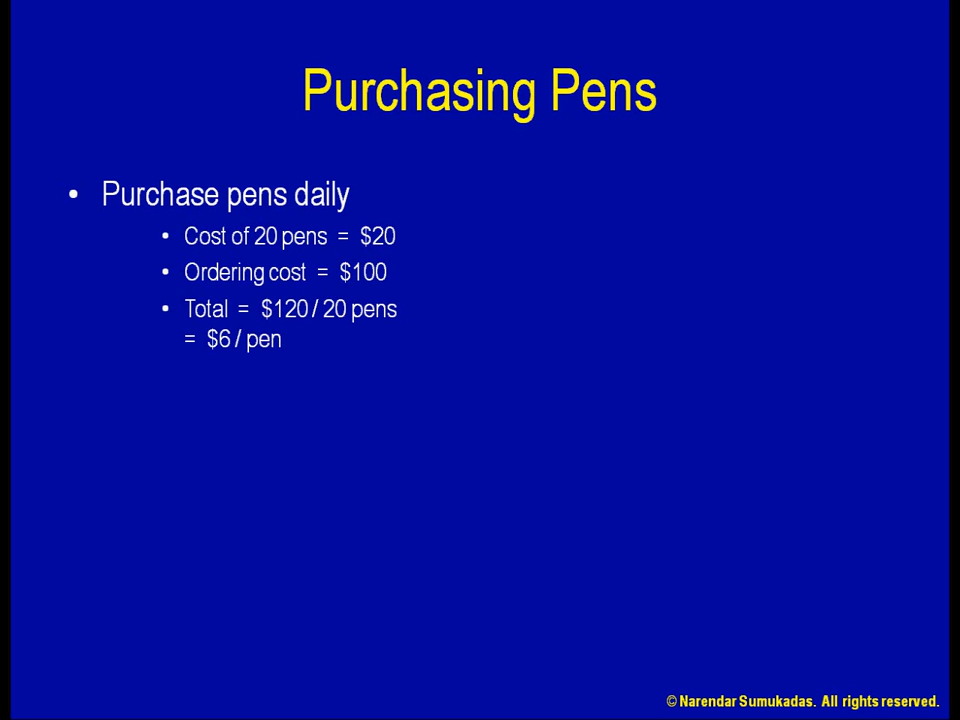 Purchasing Pens
• Purchase pens daily
• Cost of 20 pens = $20
• Ordering cost = $100
• Total = $120 / 20 pens
= $6 / pen
© Narendar Sumukadas. All rights reserved.